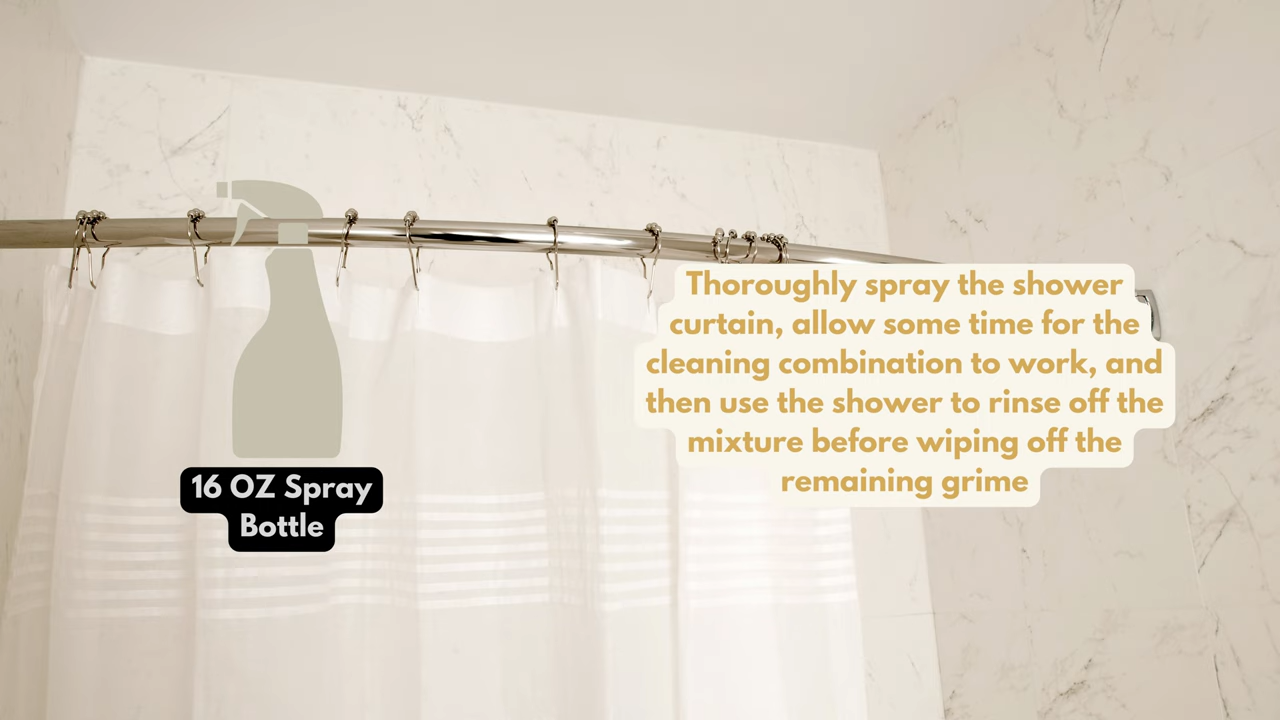 Thoroughly spray the shower
curtain, allow some time for the
cleaning combination to work, and
then use the shower to rinse off the
mixture before wiping off the
remaining grime
16 OZ Spray
Bottle